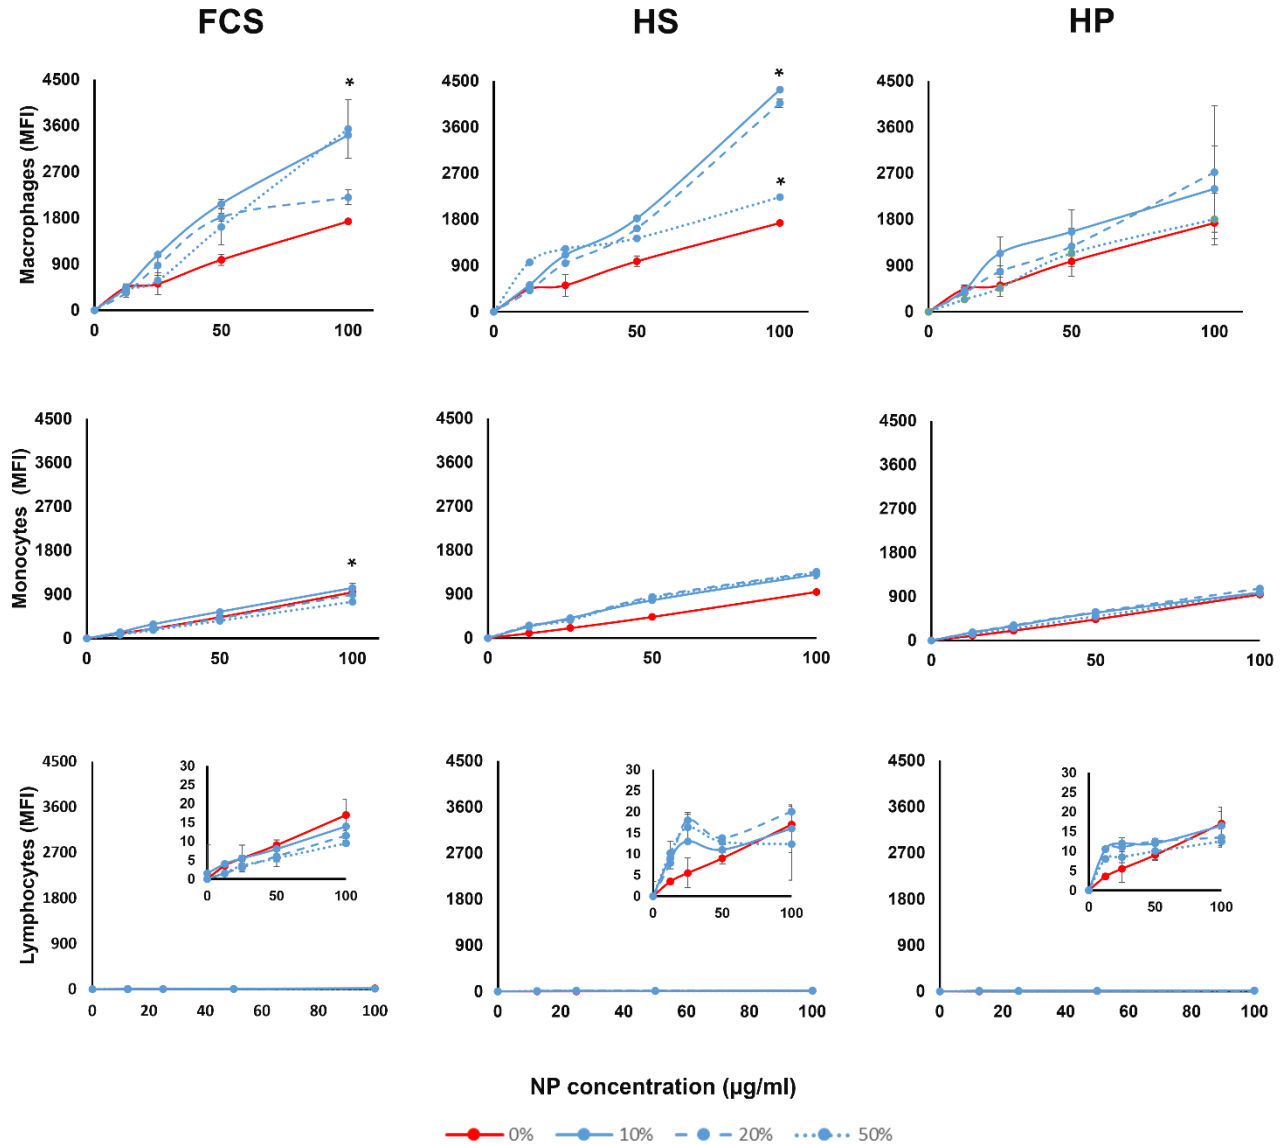 FCS HS HP
Macrophages (MFI)
4500 * 4500 * 4500
3600 3600 3600
2700 2700 2700
1800 1800 * 1800
900 900 900
0 0 0
0 50 100 0 50 100 0 50 100
Monocytes (MFI)
4500 4500 4500
3600 3600 3600
2700 2700 2700
1800 1800 1800
900 * 900 900
0 0 0
0 50 100 0 50 100 0 50 100
Lymphocytes (MFI)
4500 4500 4500
3600 3600 3600
2700 2700 2700
1800 1800 1800
900 900 900
0 0 0
30 30 30
25 25 25
20 20 20
15 15 15
10 10 10
5 5 5
0 0 0
0 50 100 0 50 100 0 50 100
0 20 40 60 80 100 0 20 40 60 80 100 0 20 40 60 80 100
NP concentration (µg/ml)
0% 10% 20% 50%